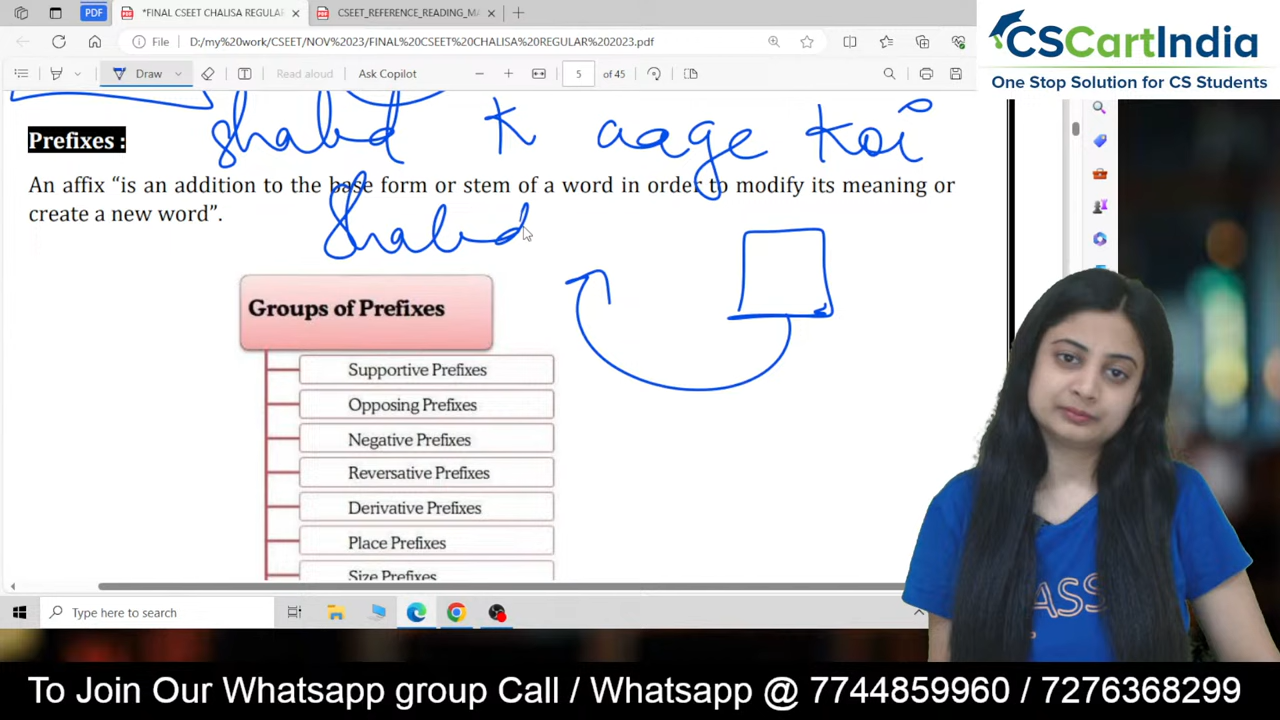 *FINAL CSEET CHALISA REGULAR
CSEET_REFERENCE_READING_MA
File D:/my%20work/CSEET/NOV%2023/FINAL%20CSEET%20CHALISA%20REGULAR%202023.pdf
Draw
Read aloud
Ask Copilot
5 of 45
CSCartIndia
One Stop Solution for CS Students
shabd K aage koi
Prefixes :
An affix “is an addition to the base form or stem of a word in order to modify its meaning or
create a new word”.
Shabd
Groups of Prefixes
Supportive Prefixes
Opposing Prefixes
Negative Prefixes
Reversative Prefixes
Derivative Prefixes
Place Prefixes
Size Prefixes
Type here to search
ASS
To Join Our Whatsapp group Call / Whatsapp @ 7744859960 / 7276368299